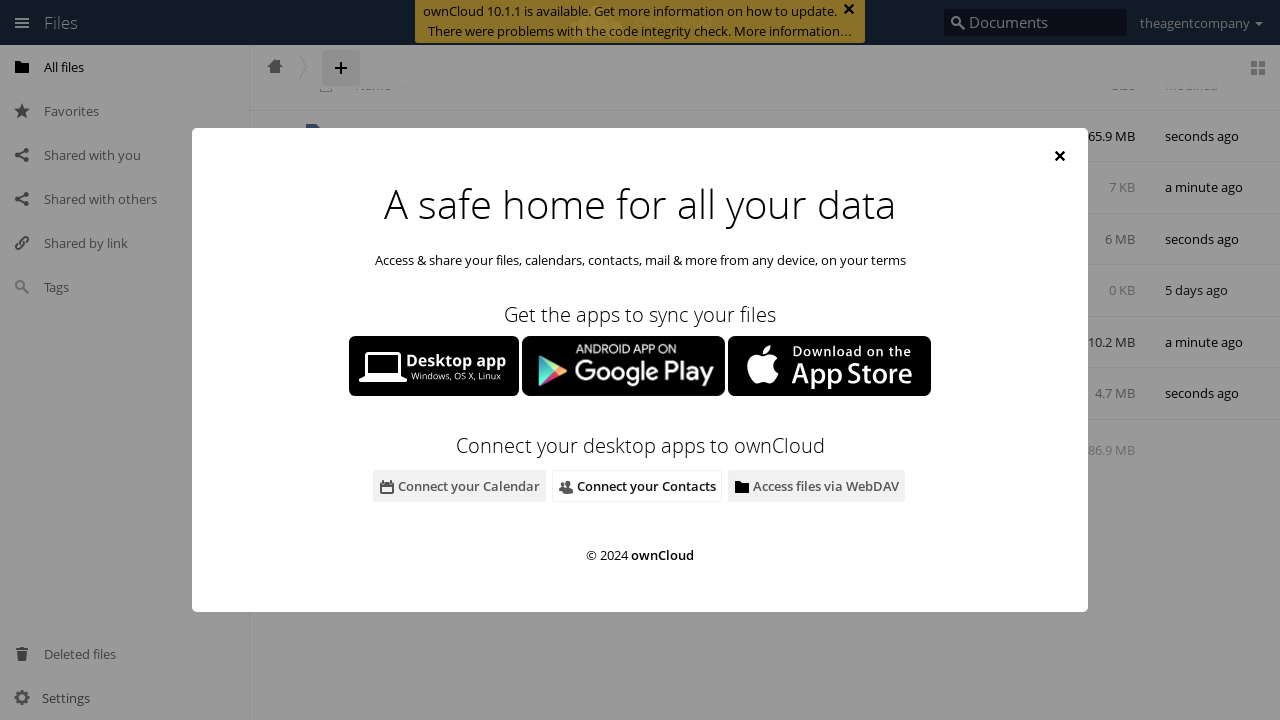 Files
ownCloud 10.1.1 is available. Get more information on how to update.
There were problems with the code integrity check. More information…
Documents
theagentcompany
All files
Favorites
Shared with you
Shared with others
Shared by link
Tags
Deleted files
Settings
Name
Size
Modified
65.9 MB
seconds ago
7 KB
a minute ago
6 MB
seconds ago
0 KB
5 days ago
10.2 MB
a minute ago
4.7 MB
seconds ago
86.9 MB
A safe home for all your data
Access & share your files, calendars, contacts, mail & more from any device, on your terms
Get the apps to sync your files
Desktop app
Windows, OS X, Linux
ANDROID APP ON
Google Play
Download on the
App Store
Connect your desktop apps to ownCloud
Connect your Calendar
Connect your Contacts
Access files via WebDAV
© 2024 ownCloud